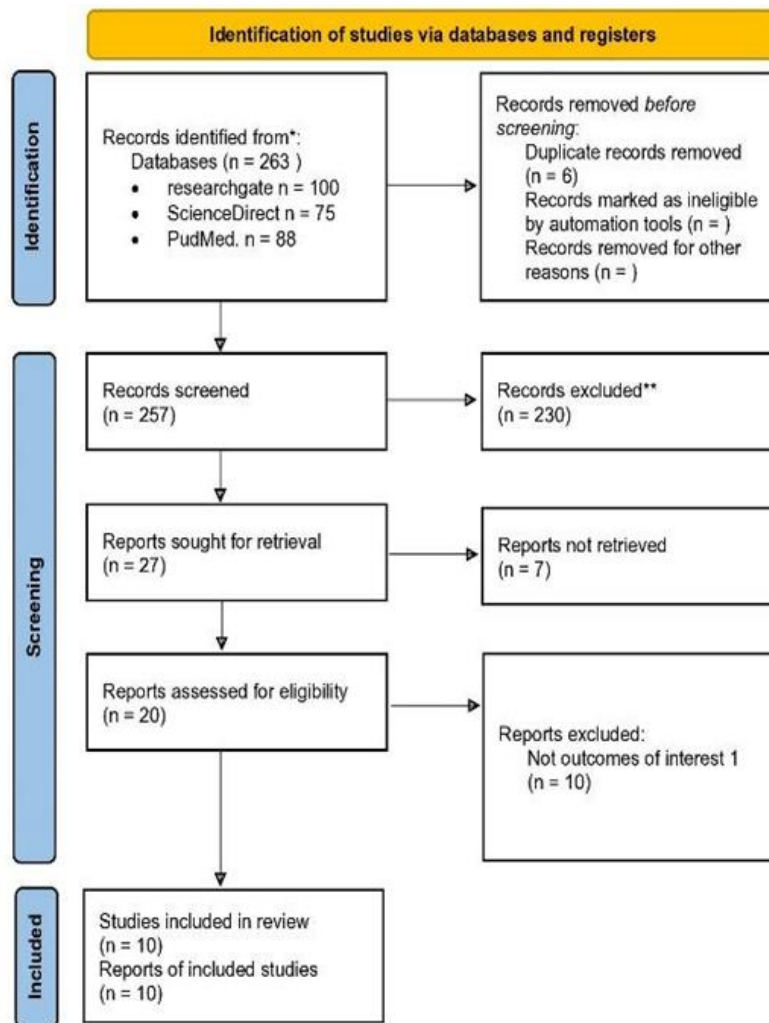 Identification of studies via databases and registers
Identification
Records identified from*:
Databases (n = 263 )
• researchgate n = 100
• ScienceDirect n = 75
• PudMed. n = 88
Records removed before
screening:
Duplicate records removed
(n = 6)
Records marked as ineligible
by automation tools (n = )
Records removed for other
reasons (n = )
Screening
Records screened
(n = 257)
Records excluded**
(n = 230)
Reports sought for retrieval
(n = 27)
Reports not retrieved
(n = 7)
Reports assessed for eligibility
(n = 20)
Reports excluded:
Not outcomes of interest 1
(n = 10)
Included
Studies included in review
(n = 10)
Reports of included studies
(n = 10)